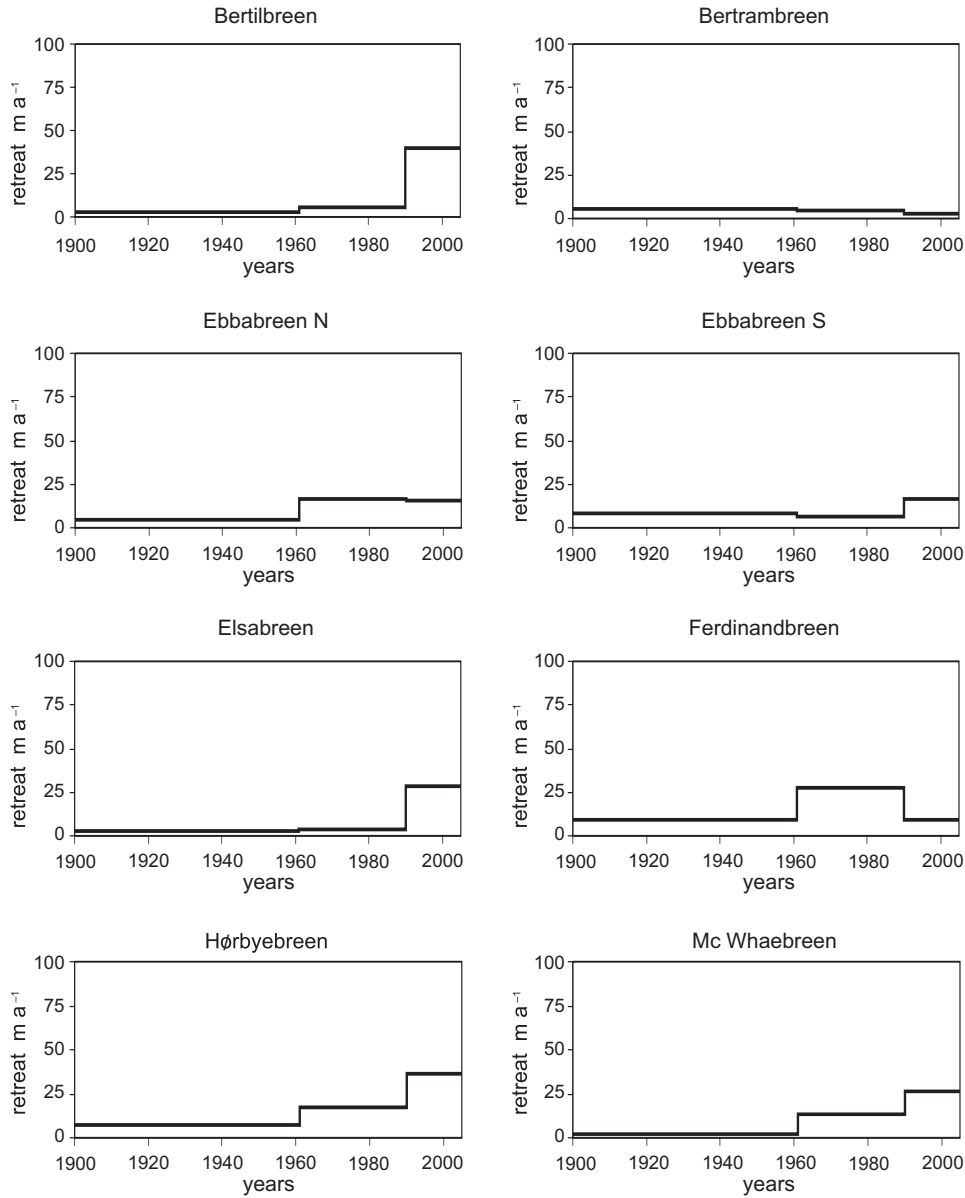 Bertilbreen
100
75
50
25
0
retreat m a⁻¹
1900 1920 1940 1960 1980 2000
years
Bertrambreen
100
75
50
25
0
retreat m a⁻¹
1900 1920 1940 1960 1980 2000
years
Ebbabreen N
100
75
50
25
0
retreat m a⁻¹
1900 1920 1940 1960 1980 2000
years
Ebbabreen S
100
75
50
25
0
retreat m a⁻¹
1900 1920 1940 1960 1980 2000
years
Elsabreen
100
75
50
25
0
retreat m a⁻¹
1900 1920 1940 1960 1980 2000
years
Ferdinandbreen
100
75
50
25
0
retreat m a⁻¹
1900 1920 1940 1960 1980 2000
years
Hørbyebreen
100
75
50
25
0
retreat m a⁻¹
1900 1920 1940 1960 1980 2000
years
Mc Whaebreen
100
75
50
25
0
retreat m a⁻¹
1900 1920 1940 1960 1980 2000
years